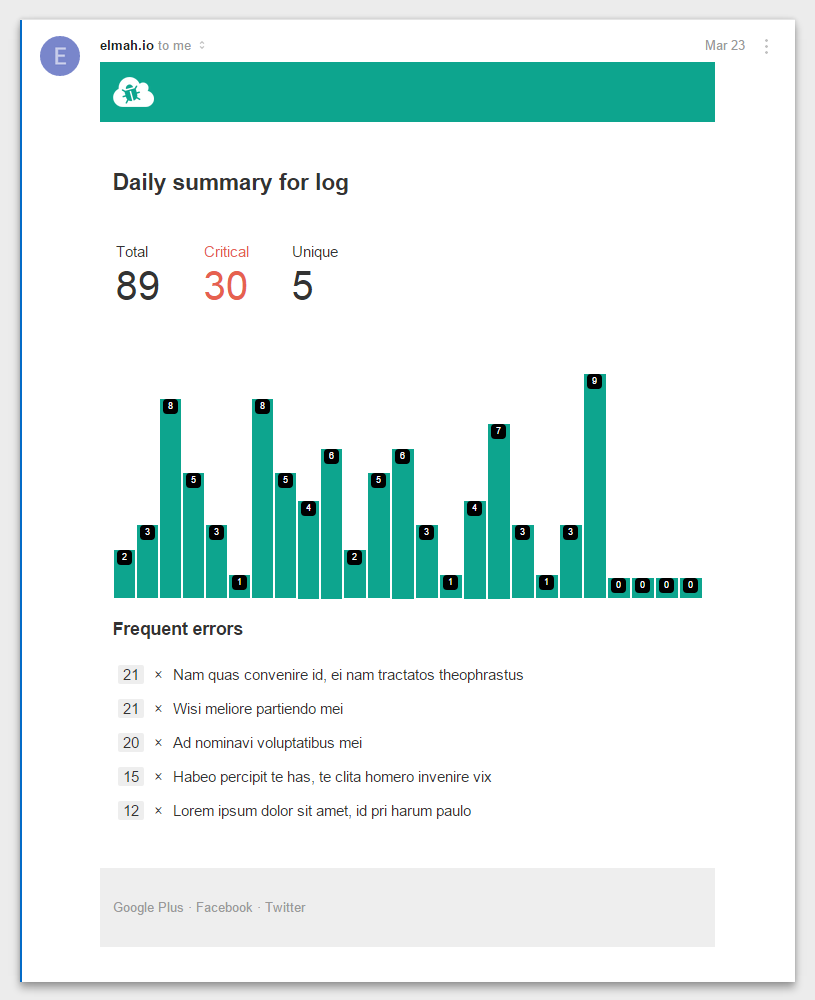 E
elmah.io to me
Mar 23
Daily summary for log
Total Critical Unique
89 30 5
2 3 8 5 3 1 8 5 4 6 2 5 6 3 1 4 7 3 1 3 9 0 0 0 0
Frequent errors
21 × Nam quas convenire id, ei nam tractatos theophrastus
21 × Wisi meliore partiendo mei
20 × Ad nominavi voluptatibus mei
15 × Habeo percipit te has, te clita homero invenire vix
12 × Lorem ipsum dolor sit amet, id pri harum paulo
Google Plus · Facebook · Twitter